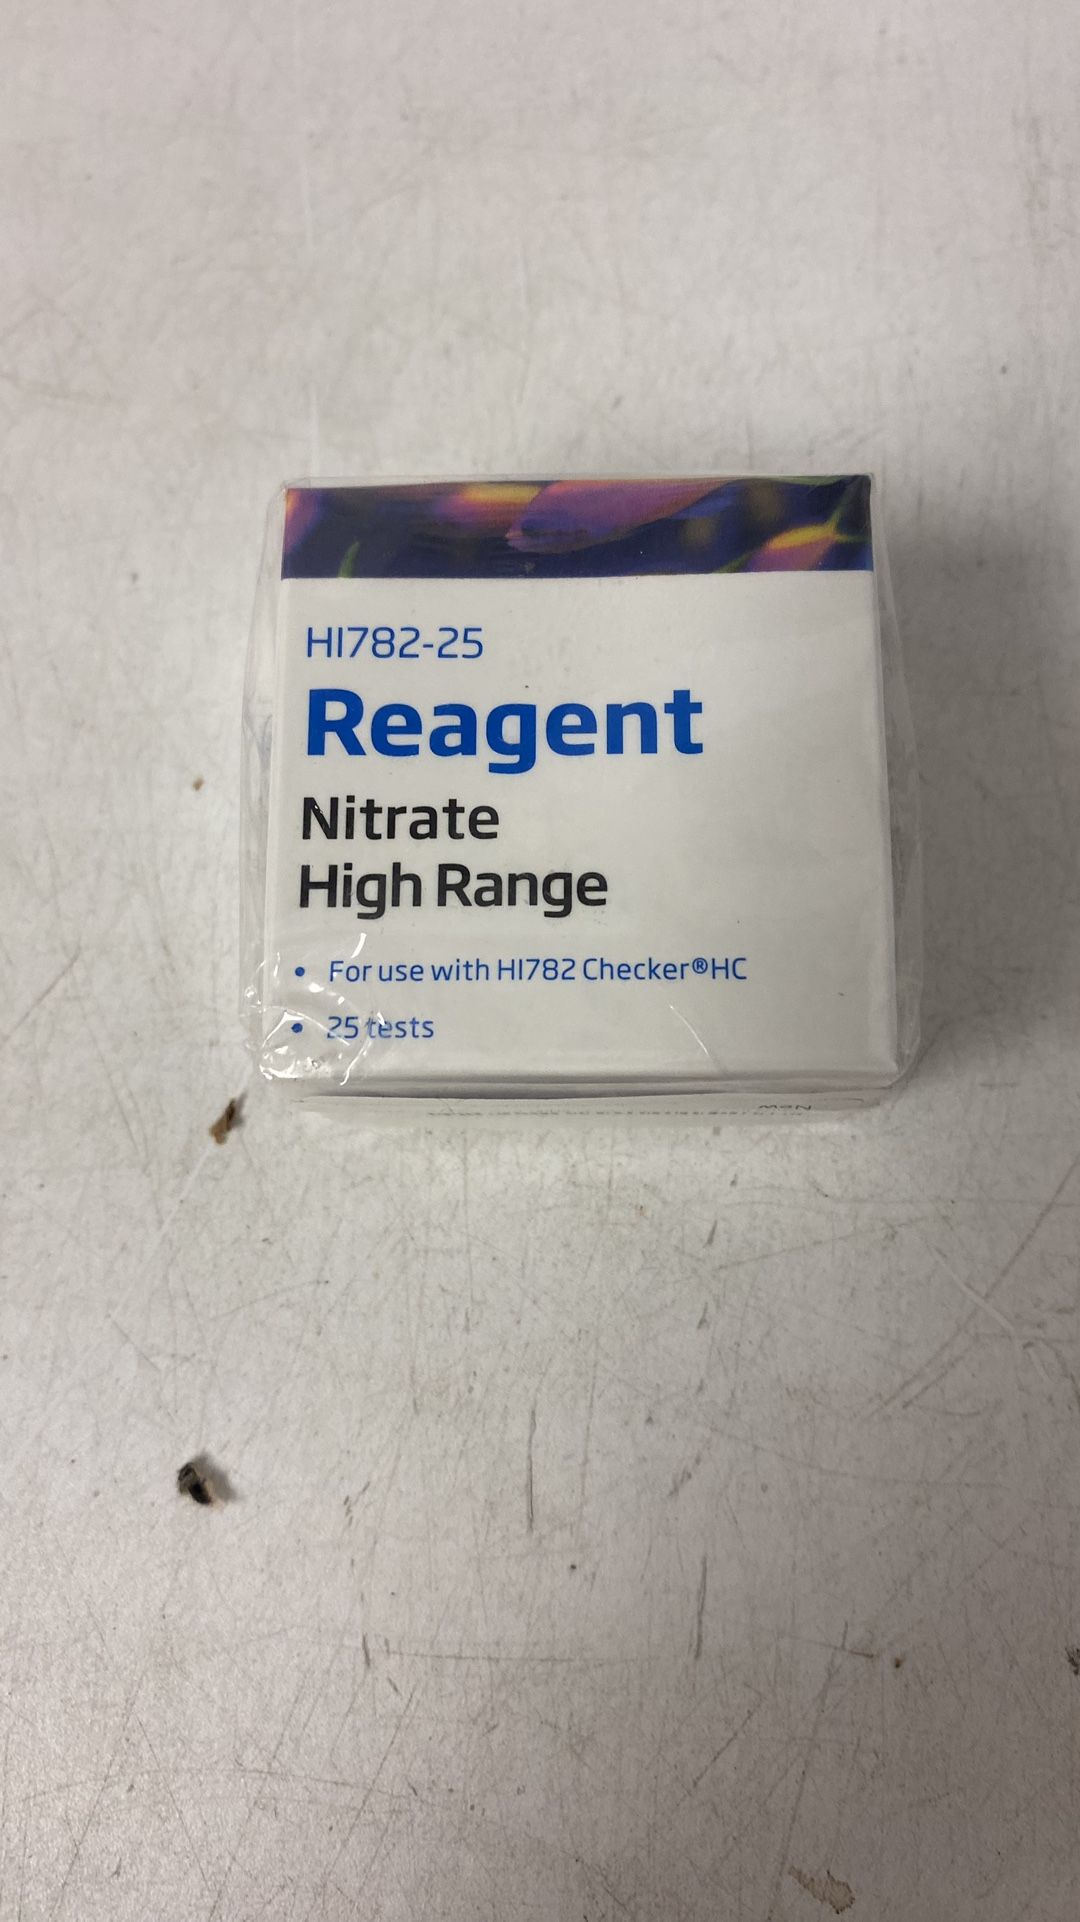 HI782-25
Reagent
Nitrate
High Range
• For use with HI782 Checker®HC
• 25 tests